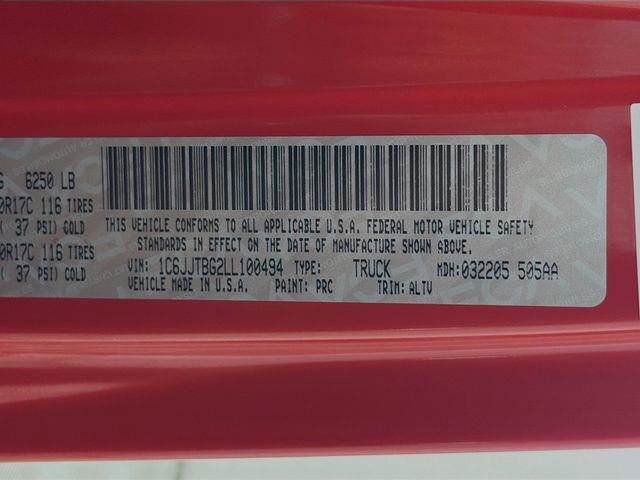 G 6250 LB
0R17C 116 TIRES
( 37 PSI) COLD
0R17C 116 TIRES
( 37 PSI) COLD
THIS VEHICLE CONFORMS TO ALL APPLICABLE U.S.A. FEDERAL MOTOR VEHICLE SAFETY
STANDARDS IN EFFECT ON THE DATE OF MANUFACTURE SHOWN ABOVE.
VIN: 1C6JJTBG2LL100494 TYPE: TRUCK MDH:032205 505AA
VEHICLE MADE IN U.S.A. PAINT: PRC TRIM: ALTV